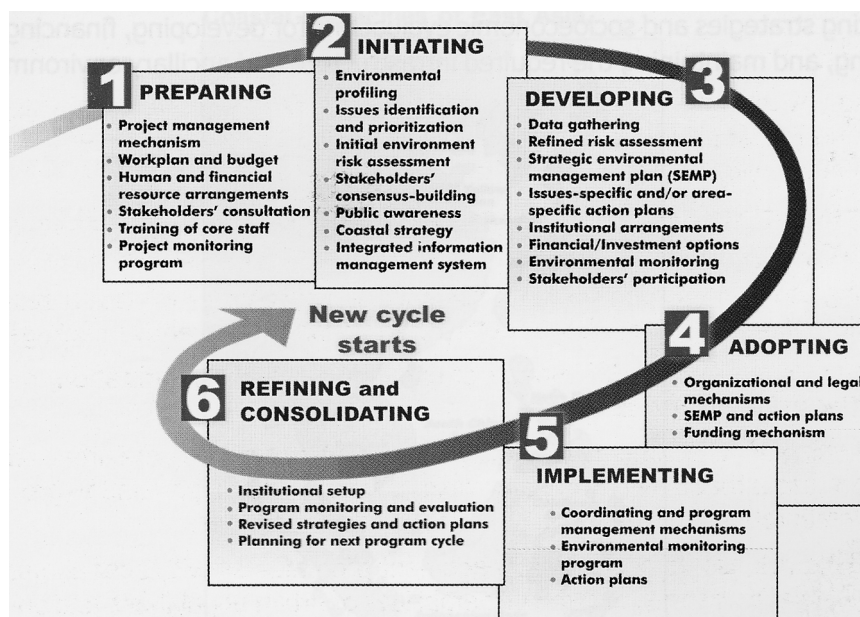 1
PREPARING
• Project management
mechanism
• Workplan and budget
• Human and financial
resource arrangements
• Stakeholders' consultation
• Training of core staff
• Project monitoring
program
2
INITIATING
• Environmental
profiling
• Issues identification
and prioritization
• Initial environment
risk assessment
• Stakeholders'
consensus-building
• Public awareness
• Coastal strategy
• Integrated information
management system
3
DEVELOPING
• Data gathering
• Refined risk assessment
• Strategic environmental
management plan (SEMP)
• Issues-specific and/or area-
specific action plans
• Institutional arrangements
• Financial/Investment options
• Environmental monitoring
• Stakeholders' participation
4
ADOPTING
• Organizational and legal
mechanisms
• SEMP and action plans
• Funding mechanism
5
IMPLEMENTING
• Coordinating and program
management mechanisms
• Environmental monitoring
program
• Action plans
6
REFINING and
CONSOLIDATING
• Institutional setup
• Program monitoring and evaluation
• Revised strategies and action plans
• Planning for next program cycle
New cycle
starts